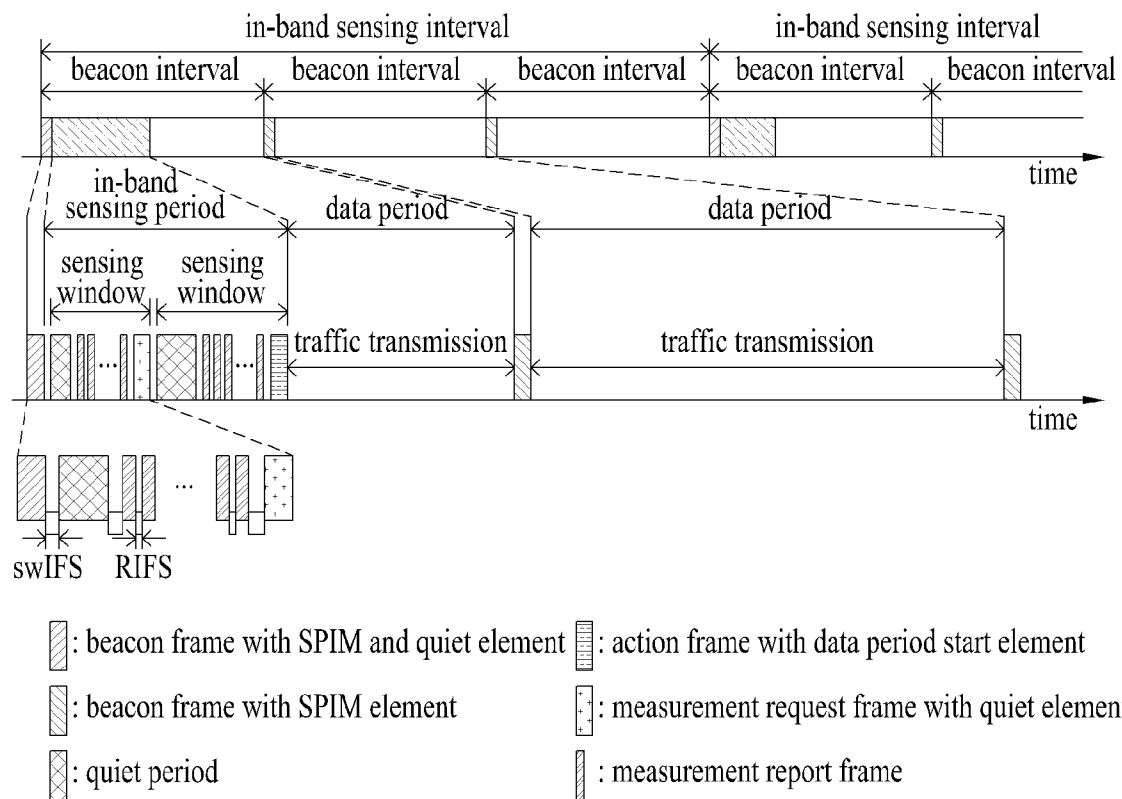 in-band sensing interval in-band sensing interval
beacon interval beacon interval beacon interval beacon interval beacon interval
time
in-band
sensing period data period data period
sensing sensing
window window
... ... traffic transmission traffic transmission
time
...
swIFS RIFS
: beacon frame with SPIM and quiet element : action frame with data period start element
: beacon frame with SPIM element : measurement request frame with quiet elemen
: quiet period : measurement report frame